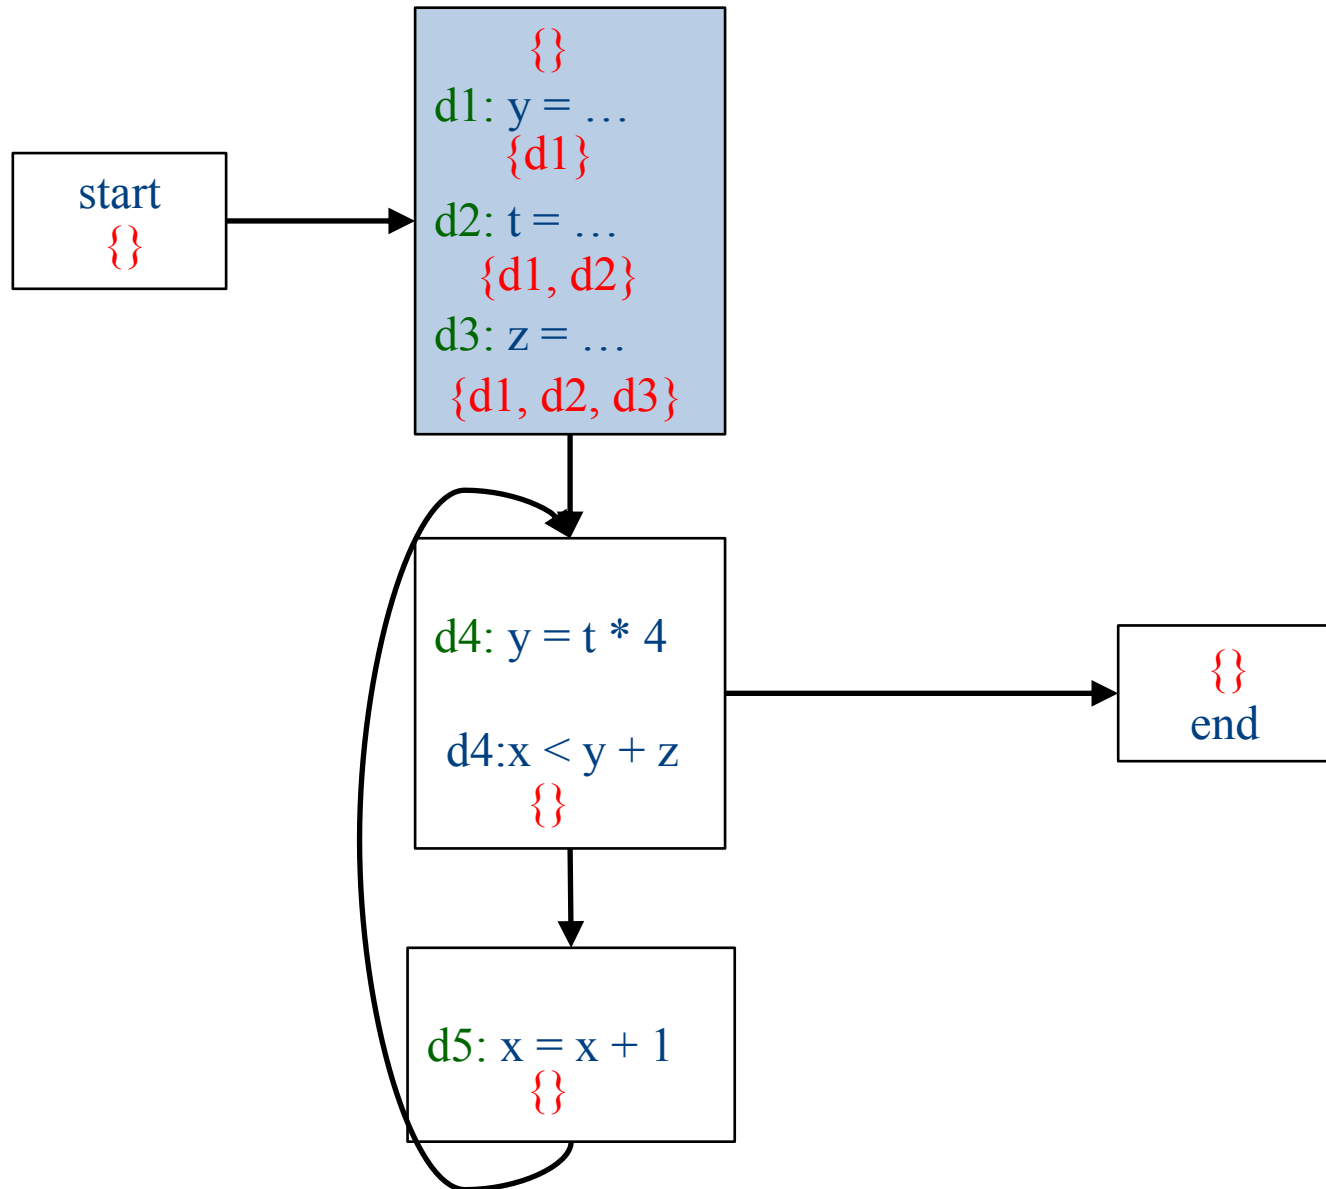 start
{}
{}
d1: y = …
{d1}
d2: t = …
{d1, d2}
d3: z = …
{d1, d2, d3}
d4: y = t * 4
d4:x < y + z
{}
{}
end
d5: x = x + 1
{}